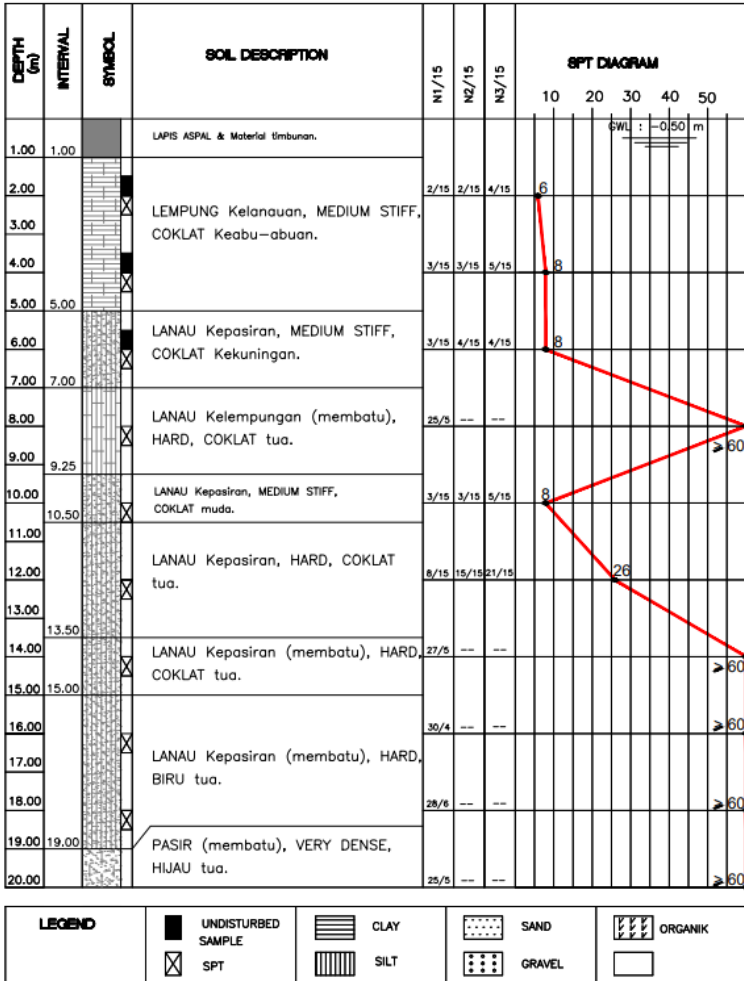 DEPTH (m) INTERVAL SYMBOL SOIL DESCRIPTION N1/15 N2/15 N3/15 SPT DIAGRAM
10 20 30 40 50
GWL : -0.50 m
LAPIS ASPAL & Material timbunan.
1.00 1.00
2.00 2/15 2/15 4/15 6
LEMPUNG Kelanauan, MEDIUM STIFF,
COKLAT Keabu-abuan.
3.00
4.00 3/15 3/15 5/15 8
5.00 5.00
LANAU Kepasiran, MEDIUM STIFF,
COKLAT Kekuningan.
6.00 3/15 4/15 4/15 8
7.00 7.00
LANAU Kelempungan (membatu),
HARD, COKLAT tua.
8.00 25/5 -- -- ⩾ 60
9.00
9.25
LANAU Kepasiran, MEDIUM STIFF,
COKLAT muda.
10.00 3/15 3/15 5/15 8
10.50
11.00
LANAU Kepasiran, HARD, COKLAT
tua.
12.00 8/15 15/15 21/15 26
13.00
13.50
LANAU Kepasiran (membatu), HARD,
COKLAT tua.
14.00 27/5 -- -- ⩾ 60
15.00 15.00
16.00 30/4 -- -- ⩾ 60
LANAU Kepasiran (membatu), HARD,
BIRU tua.
17.00
18.00 28/6 -- -- ⩾ 60
19.00 19.00
PASIR (membatu), VERY DENSE,
HIJAU tua.
20.00 25/5 -- -- ⩾ 60
LEGEND
UNDISTURBED
SAMPLE
SPT
CLAY
SILT
SAND
GRAVEL
ORGANIK